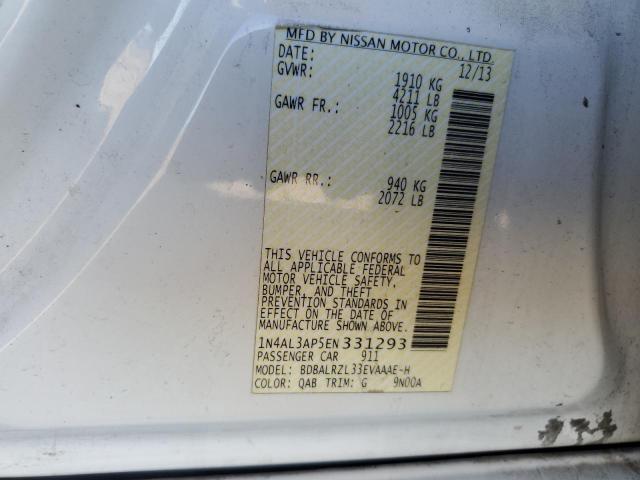 MFD BY NISSAN MOTOR CO., LTD.
DATE: 12/13
GVWR: 1910 KG
4211 LB
GAWR FR.: 1005 KG
2216 LB
GAWR RR.: 940 KG
2072 LB
THIS VEHICLE CONFORMS TO
ALL APPLICABLE FEDERAL
MOTOR VEHICLE SAFETY,
BUMPER, AND THEFT
PREVENTION STANDARDS IN
EFFECT ON THE DATE OF
MANUFACTURE SHOWN ABOVE.
1N4AL3AP5EN 331293
PASSENGER CAR 911
MODEL: BDBALRZL33EVAAAE-H
COLOR: QAB TRIM: G 9N00A